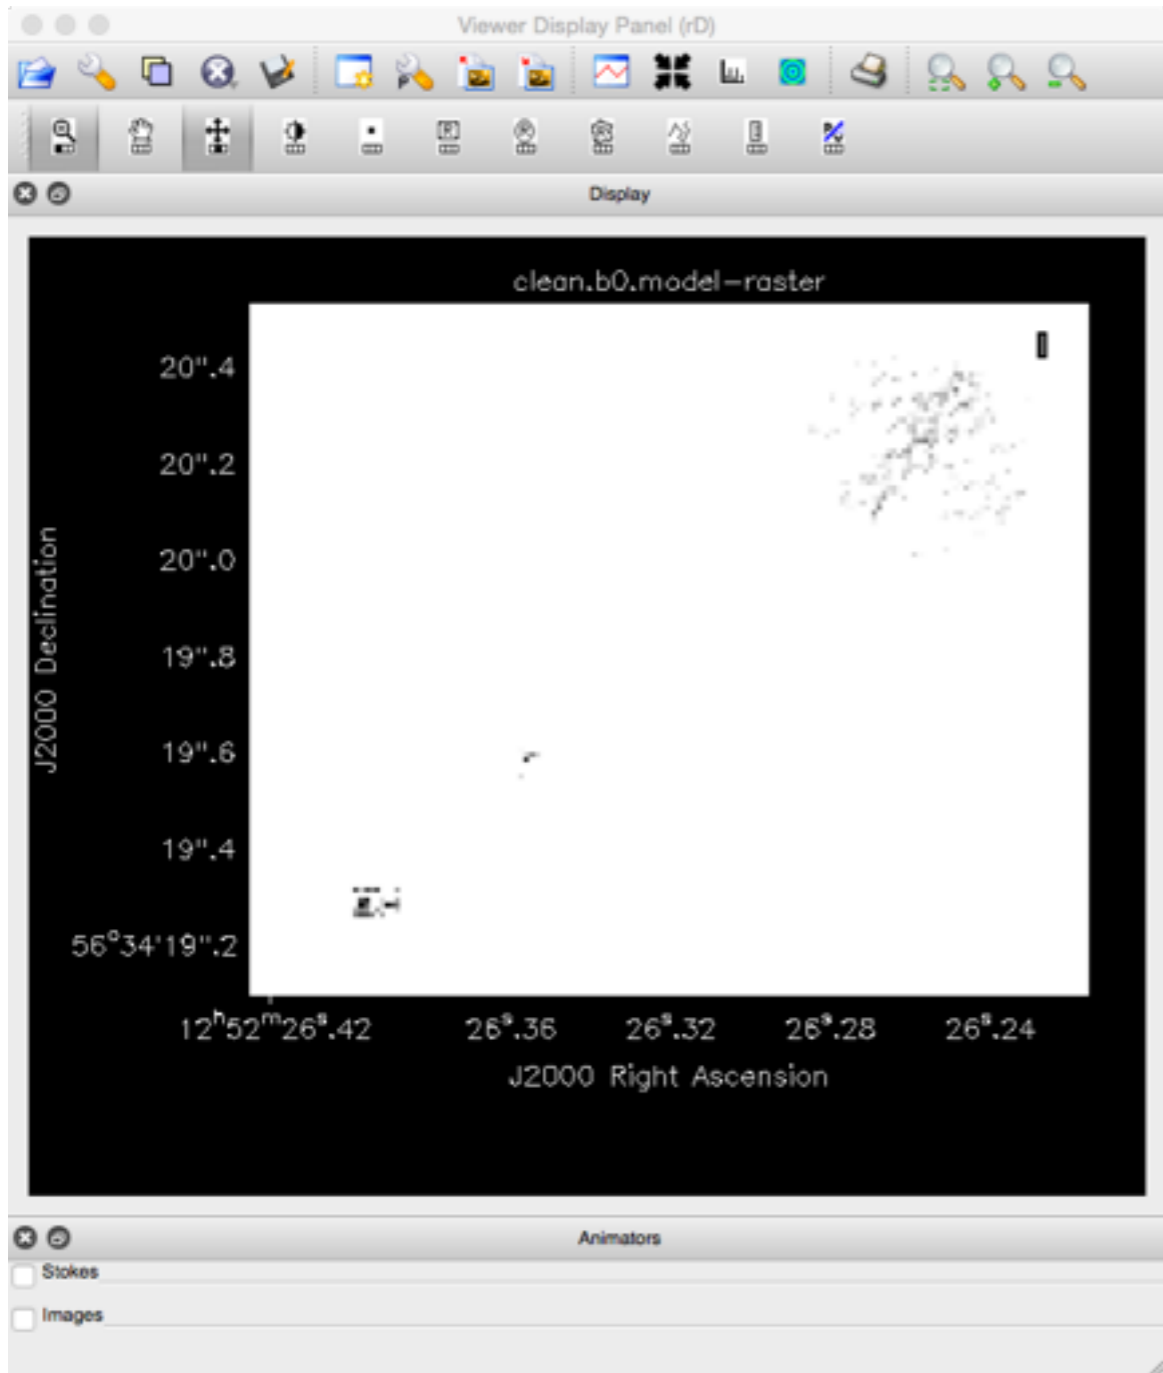 Viewer Display Panel (rD)
Display
clean.b0.model-raster
20".4
20".2
20".0
19".8
19".6
19".4
56°34'19".2
J2000 Declination
12ʰ52ᵐ26ˢ.42 26ˢ.36 26ˢ.32 26ˢ.28 26ˢ.24
J2000 Right Ascension
Animators
Stokes
Images